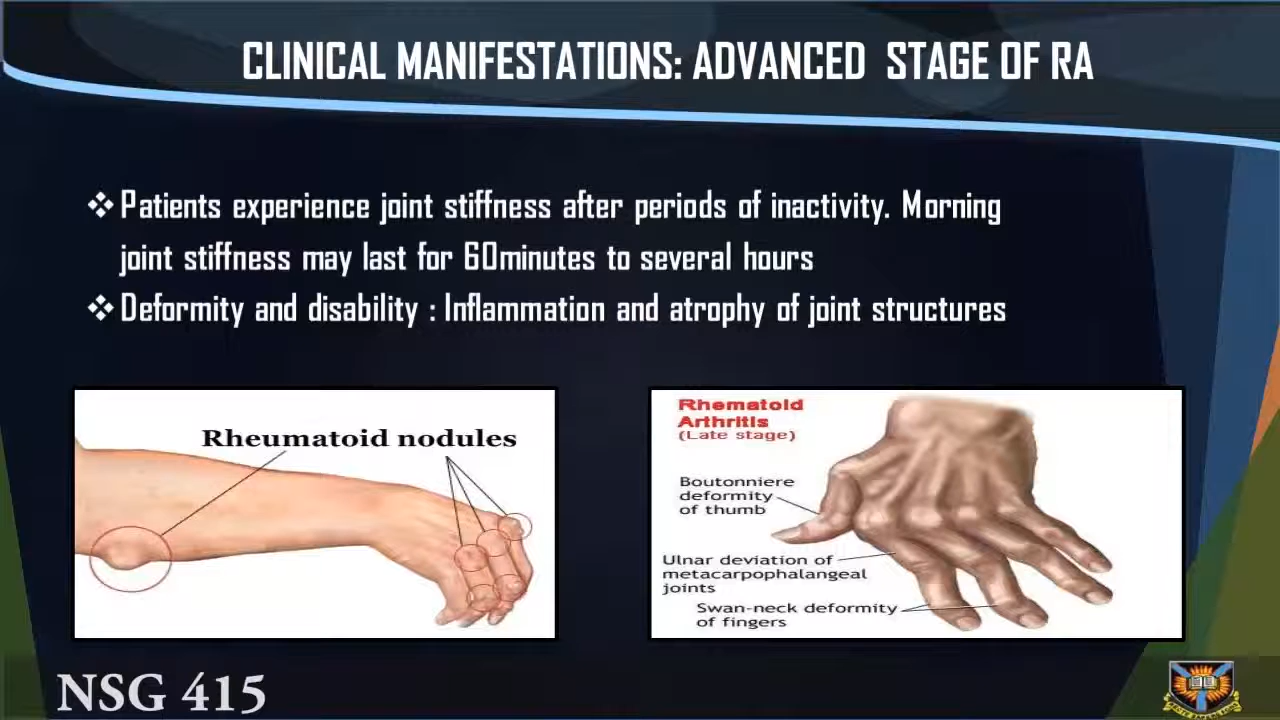 CLINICAL MANIFESTATIONS: ADVANCED STAGE OF RA
❖Patients experience joint stiffness after periods of inactivity. Morning
joint stiffness may last for 60minutes to several hours
❖Deformity and disability : Inflammation and atrophy of joint structures
Rheumatoid nodules
Rhematoid
Arthritis
(Late stage)
Boutonniere
deformity
of thumb
Ulnar deviation of
metacarpophalangeal
joints
Swan-neck deformity
of fingers
NSG 415